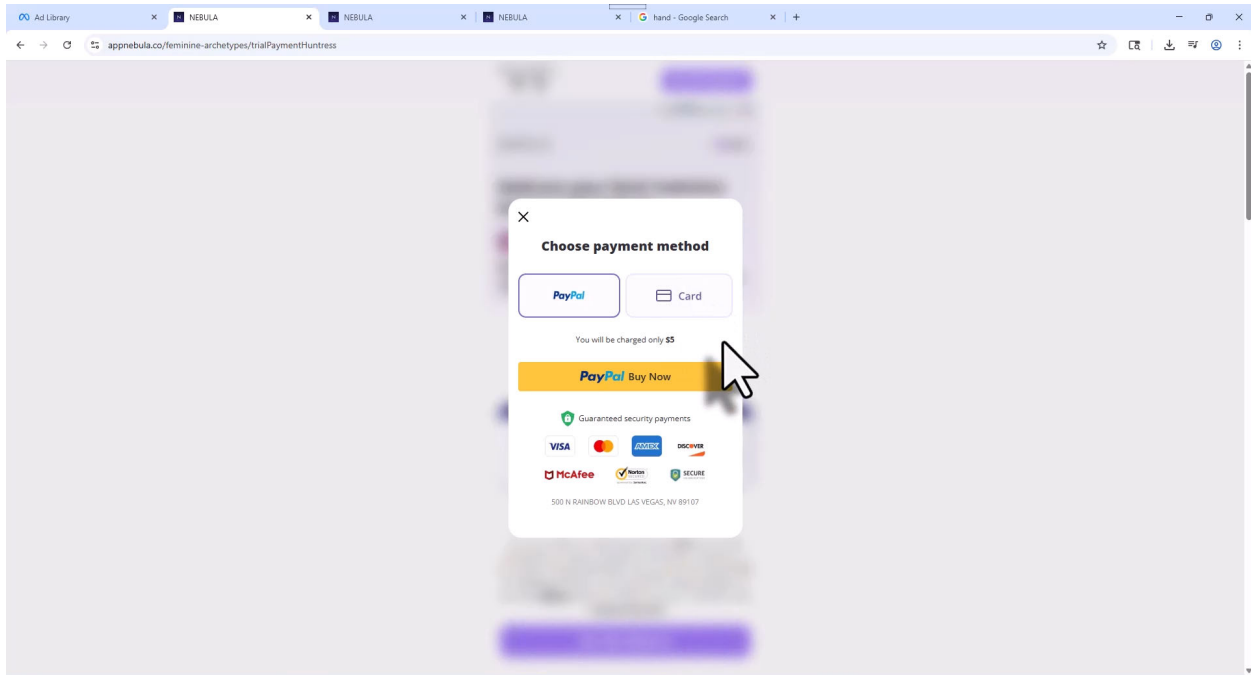 Ad Library
NEBULA
NEBULA
NEBULA
G hand - Google Search
appnebula.co/feminine-archetypes/trialPaymentHuntress
Choose payment method
PayPal
Card
You will be charged only $5
PayPal Buy Now
Guaranteed security payments
VISA
AMEX
DISCOVER
McAfee
Norton
SECURE
500 N RAINBOW BLVD LAS VEGAS, NV 89107